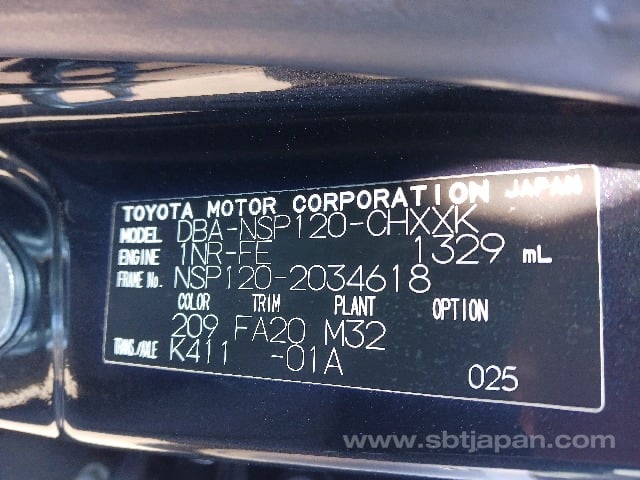 TOYOTA MOTOR CORPORATION JAPAN
MODEL DBA-NSP120-CHXXK
ENGINE 1NR-FE 1329 mL
FRAME No. NSP120-2034618
COLOR TRIM PLANT OPTION
209 FA20 M32
TRANS./AXLE K411 -01A
025
www.sbtjapan.com